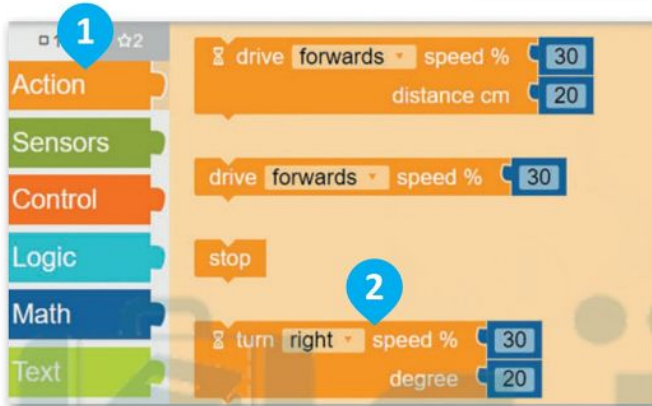 1
2
Action
Sensors
Control
Logic
Math
Text
drive forwards speed % 30
distance cm 20
drive forwards speed % 30
stop
2
turn right speed % 30
degree 20